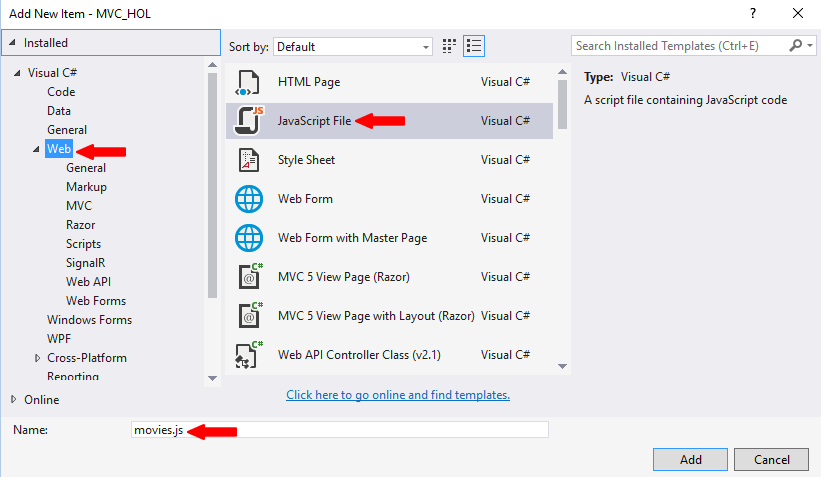 Add New Item - MVC_HOL
Installed
Sort by: Default
Search Installed Templates (Ctrl+E)
Visual C#
Code
Data
General
Web
General
Markup
MVC
Razor
Scripts
SignalR
Web API
Web Forms
Windows Forms
WPF
Cross-Platform
Reporting
Online
HTML Page Visual C#
JavaScript File Visual C#
Style Sheet Visual C#
Web Form Visual C#
Web Form with Master Page Visual C#
MVC 5 View Page (Razor) Visual C#
MVC 5 View Page with Layout (Razor) Visual C#
Web API Controller Class (v2.1) Visual C#
Click here to go online and find templates.
Type: Visual C#
A script file containing JavaScript code
Name: movies.js
Add Cancel